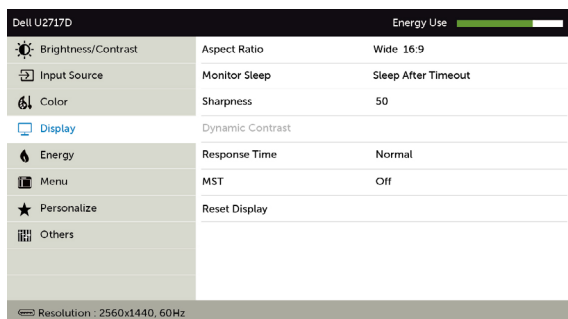 Dell U2717D
Energy Use
Brightness/Contrast
Input Source
Color
Display
Energy
Menu
Personalize
Others
Aspect Ratio Wide 16:9
Monitor Sleep Sleep After Timeout
Sharpness 50
Dynamic Contrast
Response Time Normal
MST Off
Reset Display
Resolution : 2560x1440, 60Hz